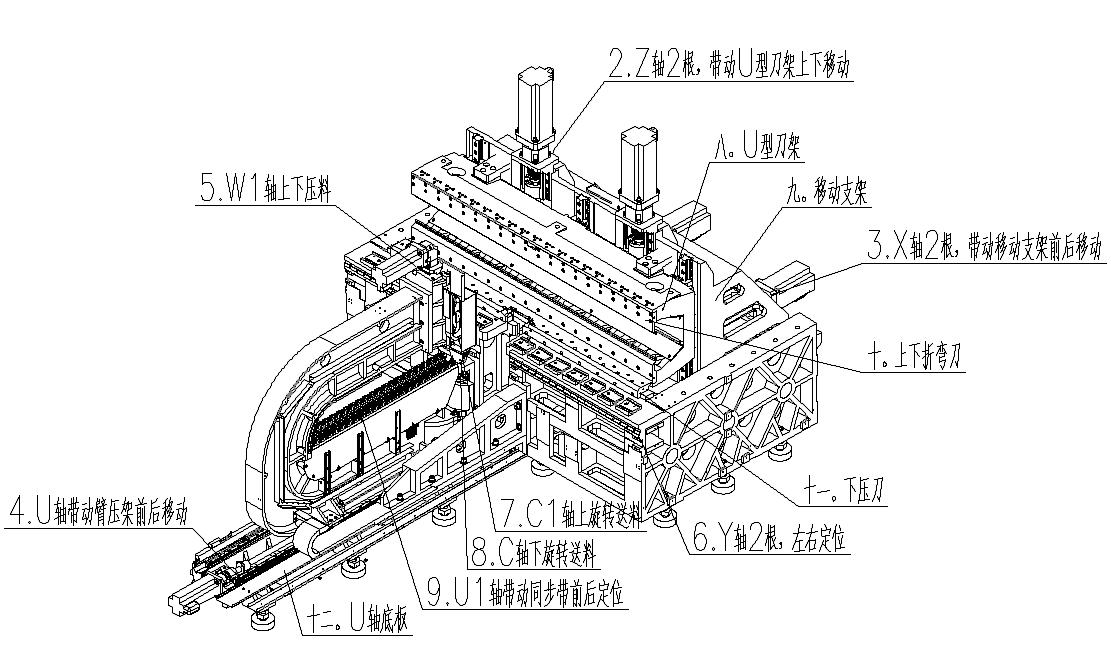 2.Z轴2根，带动U型刀架上下移动
八。U型刀架
5.W1轴上下压料
九。移动支架
3.X轴2根，带动移动支架前后移动
十。上下折弯刀
十一。下压刀
4.U轴带动臂压架前后移动
7.C1轴上旋转送料
6.Y轴2根，左右定位
8.C轴下旋转送料
9.U1轴带动同步带前后定位
十二。U轴底板